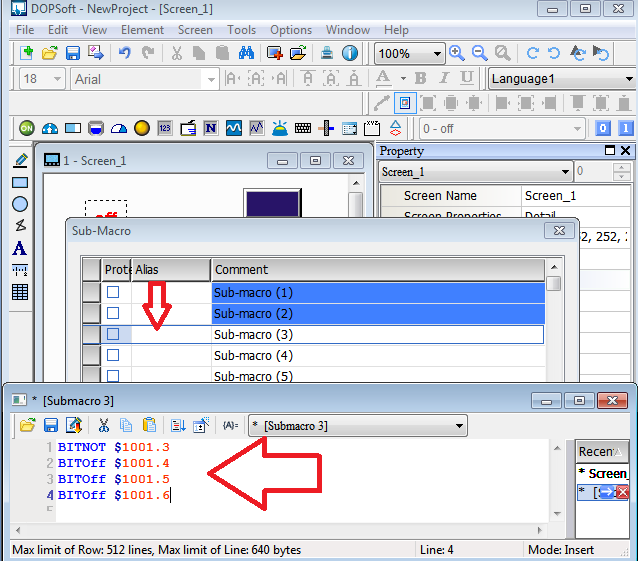 DOPSoft - NewProject - [Screen_1]
File Edit View Element Screen Tools Options Window Help
100%
18 Arial Language1
ON 123 N XYZ 0 - off 0 1
1 - Screen_1
Property
Screen_1 0
Screen Name Screen_1
off Screen Properties Detail
Sub-Macro
252, 2
Alias Comment
Sub-macro (1)
Sub-macro (2)
Sub-macro (3)
Sub-macro (4)
Sub-macro (5)
* [Submacro 3]
{A}= * [Submacro 3]
1 BITNOT $1001.3
2 BITOff $1001.4
3 BITOff $1001.5
4 BITOff $1001.6
5
Recen
* Screen_
Max limit of Row: 512 lines, Max limit of Line: 640 bytes Line: 4 Mode: Insert